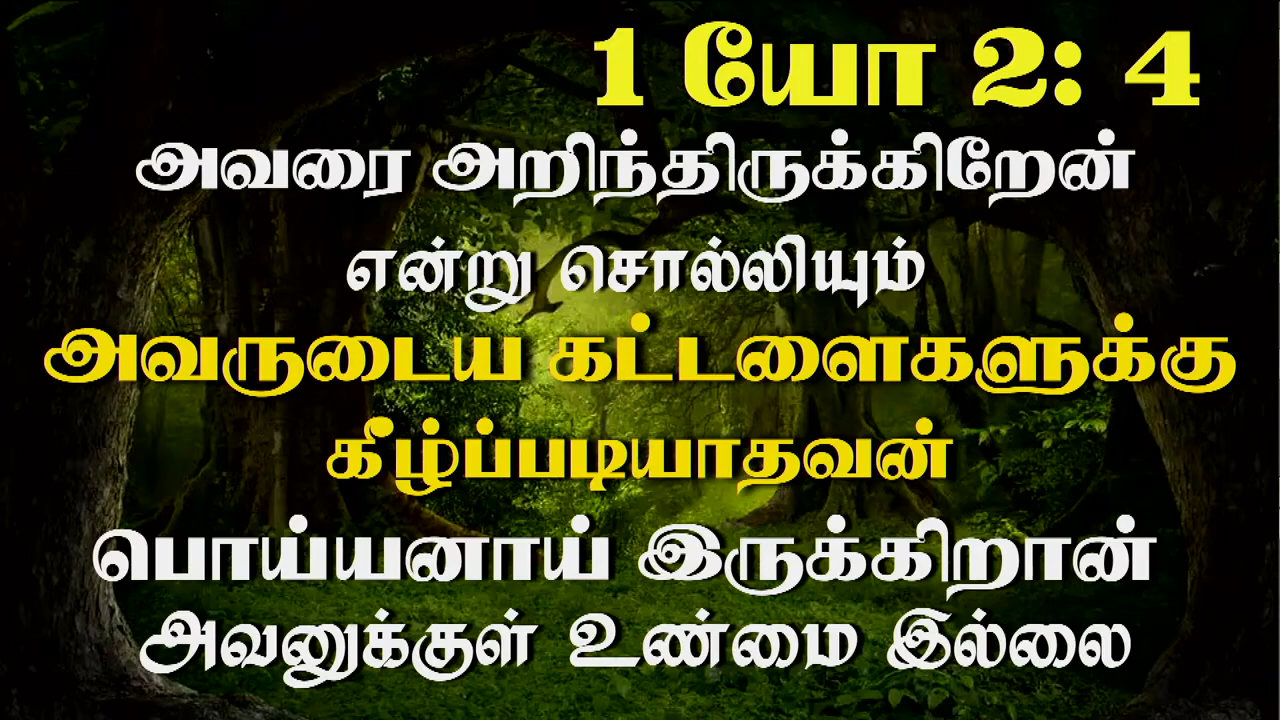 1 யோ 2: 4
அவரை அறிந்திருக்கிறேன்
என்று சொல்லியும்
அவருடைய கட்டளைகளுக்கு
கீழ்ப்படியாதவன்
பொய்யனாய் இருக்கிறான்
அவனுக்குள் உண்மை இல்லை